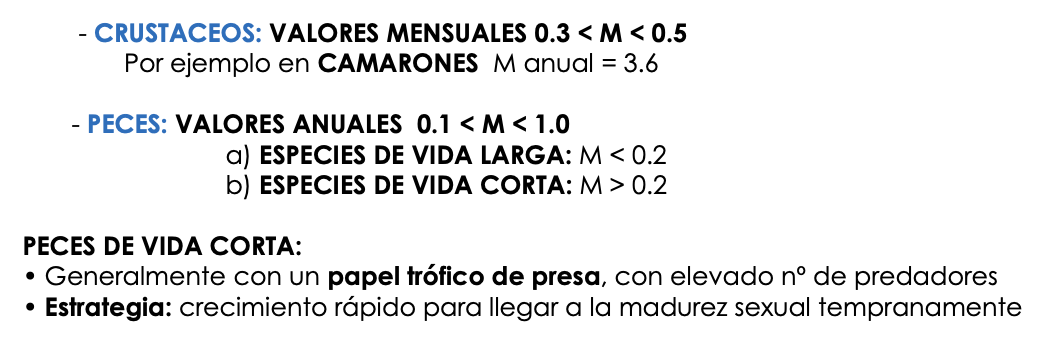 - CRUSTACEOS: VALORES MENSUALES 0.3 < M < 0.5
Por ejemplo en CAMARONES M anual = 3.6
- PECES: VALORES ANUALES 0.1 < M < 1.0
a) ESPECIES DE VIDA LARGA: M < 0.2
b) ESPECIES DE VIDA CORTA: M > 0.2
PECES DE VIDA CORTA:
• Generalmente con un papel trófico de presa, con elevado nº de predadores
• Estrategia: crecimiento rápido para llegar a la madurez sexual tempranamente